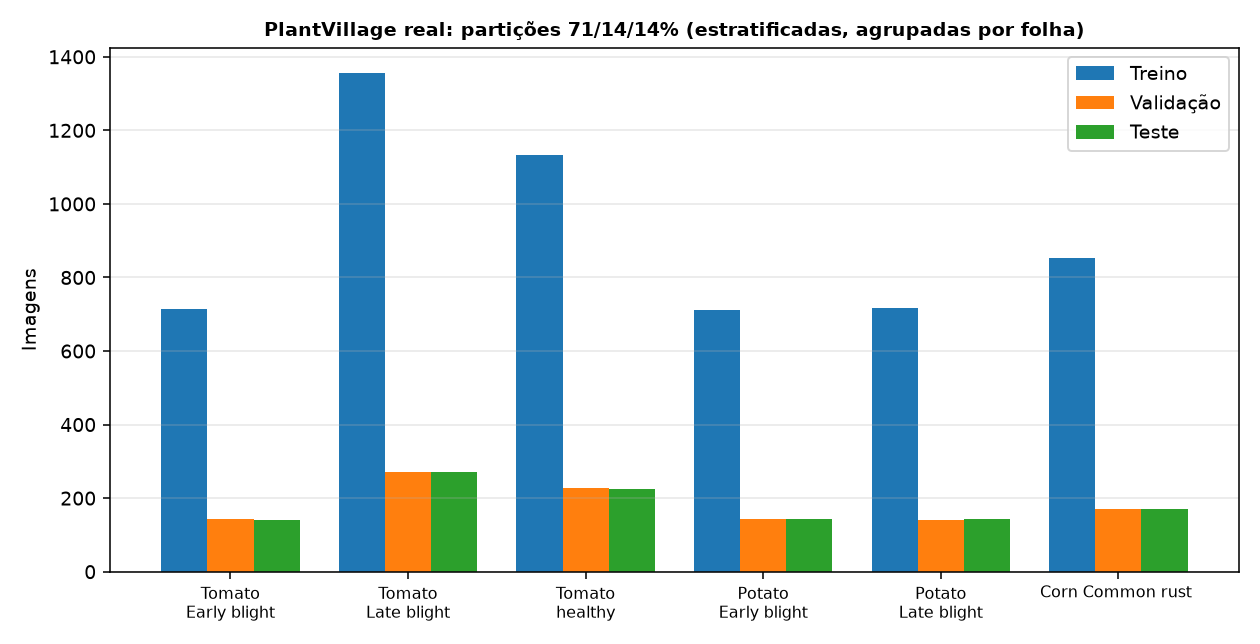 PlantVillage real: partições 71/14/14% (estratificadas, agrupadas por folha)
Treino
Validação
Teste
Imagens
1400
1200
1000
800
600
400
200
0
Tomato
Early blight
Tomato
Late blight
Tomato
healthy
Potato
Early blight
Potato
Late blight
Corn Common rust